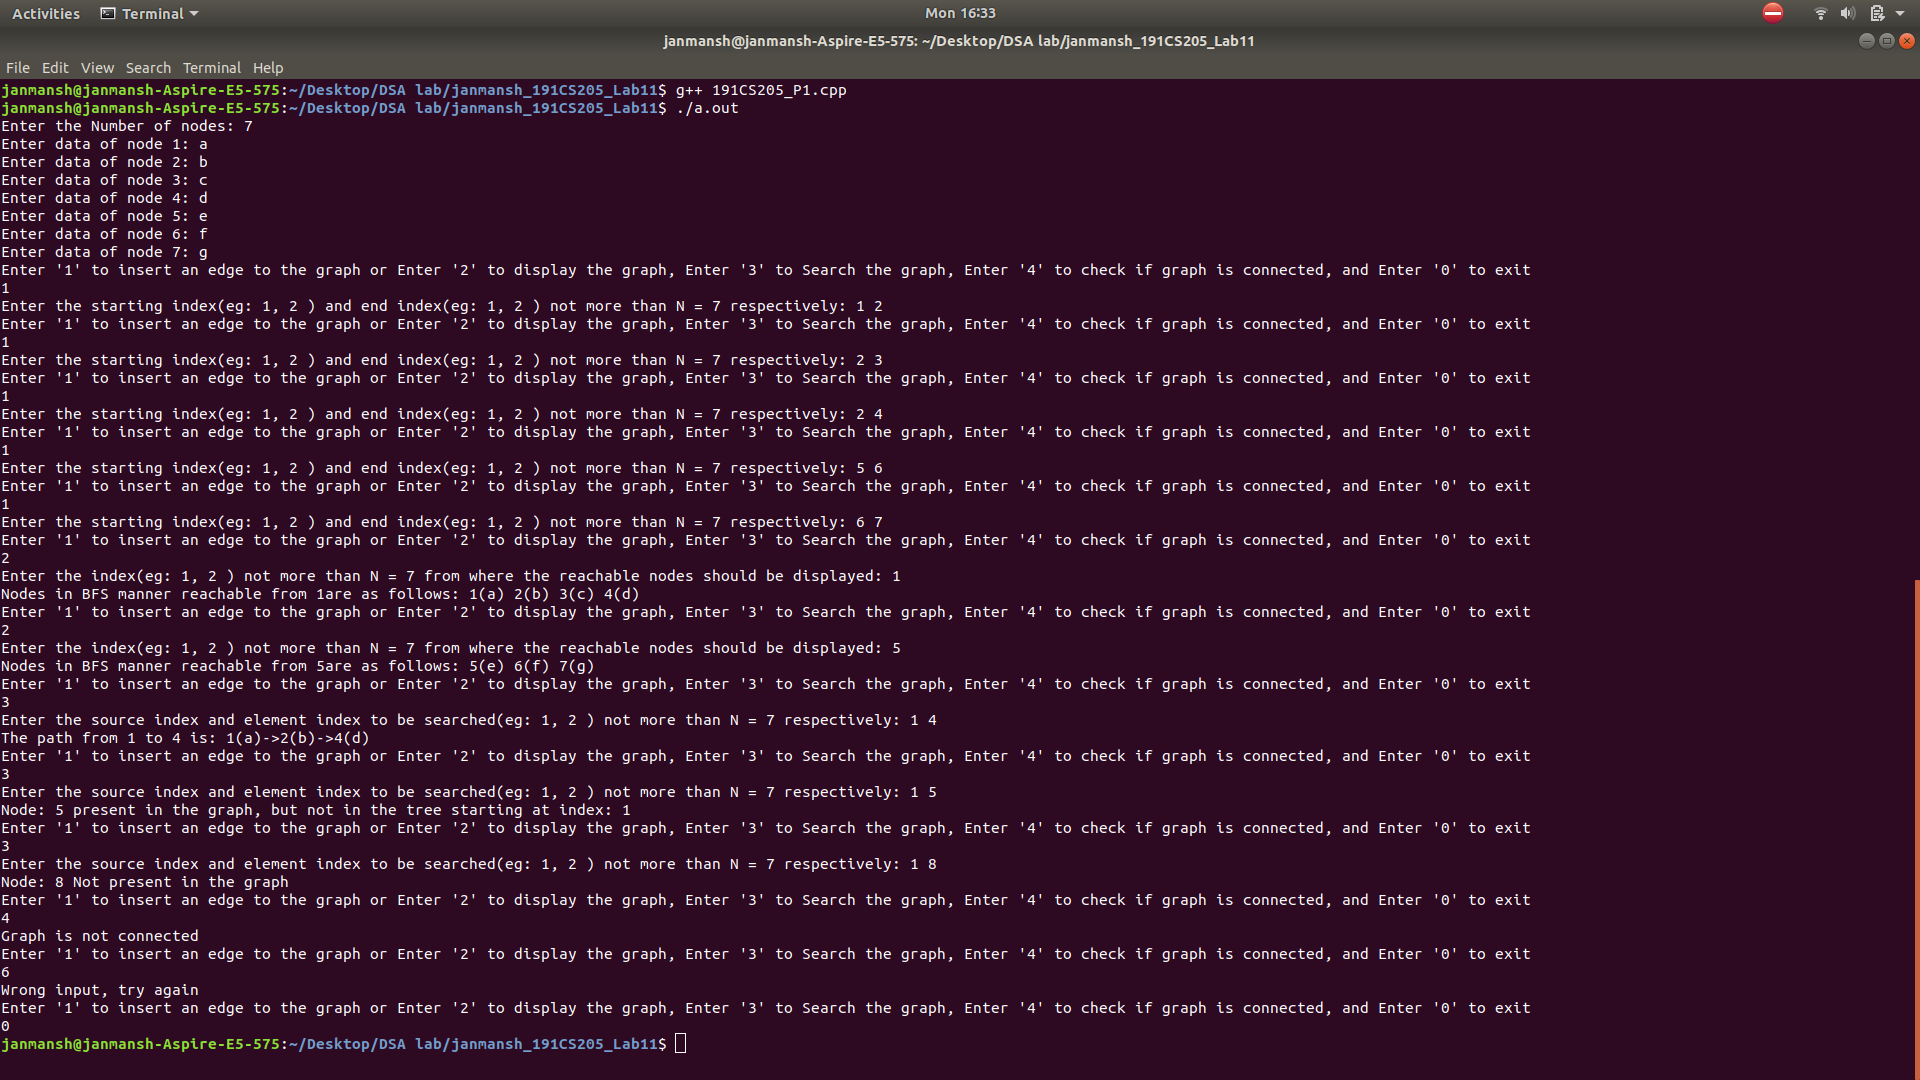 Activities Terminal Mon 16:33
janmansh@janmansh-Aspire-E5-575: ~/Desktop/DSA lab/janmansh_191CS205_Lab11
File Edit View Search Terminal Help
janmansh@janmansh-Aspire-E5-575:~/Desktop/DSA lab/janmansh_191CS205_Lab11$ g++ 191CS205_P1.cpp
janmansh@janmansh-Aspire-E5-575:~/Desktop/DSA lab/janmansh_191CS205_Lab11$ ./a.out
Enter the Number of nodes: 7
Enter data of node 1: a
Enter data of node 2: b
Enter data of node 3: c
Enter data of node 4: d
Enter data of node 5: e
Enter data of node 6: f
Enter data of node 7: g
Enter '1' to insert an edge to the graph or Enter '2' to display the graph, Enter '3' to Search the graph, Enter '4' to check if graph is connected, and Enter '0' to exit
1
Enter the starting index(eg: 1, 2 ) and end index(eg: 1, 2 ) not more than N = 7 respectively: 1 2
Enter '1' to insert an edge to the graph or Enter '2' to display the graph, Enter '3' to Search the graph, Enter '4' to check if graph is connected, and Enter '0' to exit
1
Enter the starting index(eg: 1, 2 ) and end index(eg: 1, 2 ) not more than N = 7 respectively: 2 3
Enter '1' to insert an edge to the graph or Enter '2' to display the graph, Enter '3' to Search the graph, Enter '4' to check if graph is connected, and Enter '0' to exit
1
Enter the starting index(eg: 1, 2 ) and end index(eg: 1, 2 ) not more than N = 7 respectively: 2 4
Enter '1' to insert an edge to the graph or Enter '2' to display the graph, Enter '3' to Search the graph, Enter '4' to check if graph is connected, and Enter '0' to exit
1
Enter the starting index(eg: 1, 2 ) and end index(eg: 1, 2 ) not more than N = 7 respectively: 5 6
Enter '1' to insert an edge to the graph or Enter '2' to display the graph, Enter '3' to Search the graph, Enter '4' to check if graph is connected, and Enter '0' to exit
1
Enter the starting index(eg: 1, 2 ) and end index(eg: 1, 2 ) not more than N = 7 respectively: 6 7
Enter '1' to insert an edge to the graph or Enter '2' to display the graph, Enter '3' to Search the graph, Enter '4' to check if graph is connected, and Enter '0' to exit
2
Enter the index(eg: 1, 2 ) not more than N = 7 from where the reachable nodes should be displayed: 1
Nodes in BFS manner reachable from 1are as follows: 1(a) 2(b) 3(c) 4(d)
Enter '1' to insert an edge to the graph or Enter '2' to display the graph, Enter '3' to Search the graph, Enter '4' to check if graph is connected, and Enter '0' to exit
2
Enter the index(eg: 1, 2 ) not more than N = 7 from where the reachable nodes should be displayed: 5
Nodes in BFS manner reachable from 5are as follows: 5(e) 6(f) 7(g)
Enter '1' to insert an edge to the graph or Enter '2' to display the graph, Enter '3' to Search the graph, Enter '4' to check if graph is connected, and Enter '0' to exit
3
Enter the source index and element index to be searched(eg: 1, 2 ) not more than N = 7 respectively: 1 4
The path from 1 to 4 is: 1(a)->2(b)->4(d)
Enter '1' to insert an edge to the graph or Enter '2' to display the graph, Enter '3' to Search the graph, Enter '4' to check if graph is connected, and Enter '0' to exit
3
Enter the source index and element index to be searched(eg: 1, 2 ) not more than N = 7 respectively: 1 5
Node: 5 present in the graph, but not in the tree starting at index: 1
Enter '1' to insert an edge to the graph or Enter '2' to display the graph, Enter '3' to Search the graph, Enter '4' to check if graph is connected, and Enter '0' to exit
3
Enter the source index and element index to be searched(eg: 1, 2 ) not more than N = 7 respectively: 1 8
Node: 8 Not present in the graph
Enter '1' to insert an edge to the graph or Enter '2' to display the graph, Enter '3' to Search the graph, Enter '4' to check if graph is connected, and Enter '0' to exit
4
Graph is not connected
Enter '1' to insert an edge to the graph or Enter '2' to display the graph, Enter '3' to Search the graph, Enter '4' to check if graph is connected, and Enter '0' to exit
6
Wrong input, try again
Enter '1' to insert an edge to the graph or Enter '2' to display the graph, Enter '3' to Search the graph, Enter '4' to check if graph is connected, and Enter '0' to exit
0
janmansh@janmansh-Aspire-E5-575:~/Desktop/DSA lab/janmansh_191CS205_Lab11$